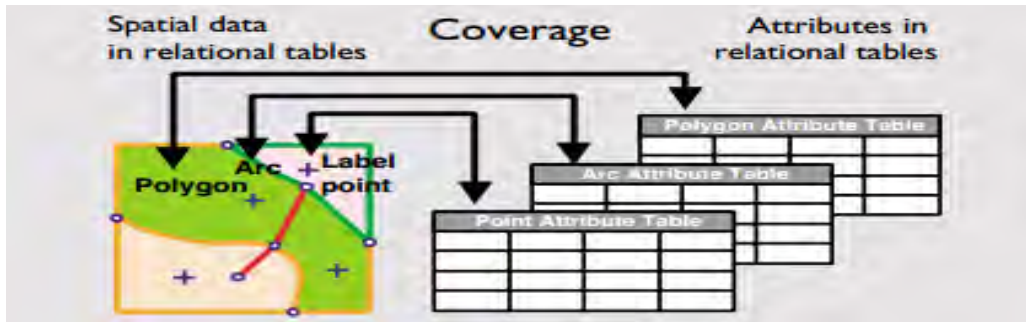 Spatial data
in relational tables
Coverage
Attributes in
relational tables
Polygon
Arc
Label
point
Polygon Attribute Table
Arc Attribute Table
Point Attribute Table